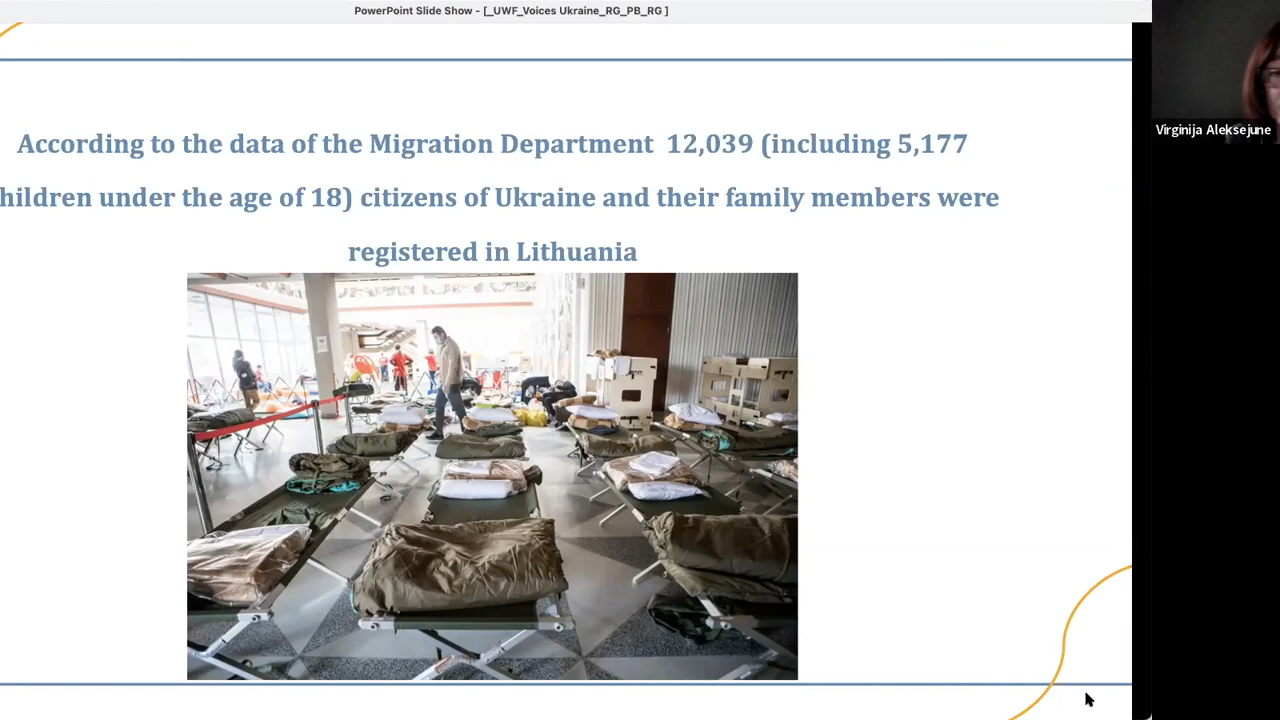 PowerPoint Slide Show - [_UWF_Voices Ukraine_RG_PB_RG ]
According to the data of the Migration Department 12,039 (including 5,177
hildren under the age of 18) citizens of Ukraine and their family members were
registered in Lithuania
Virginija Aleksejune